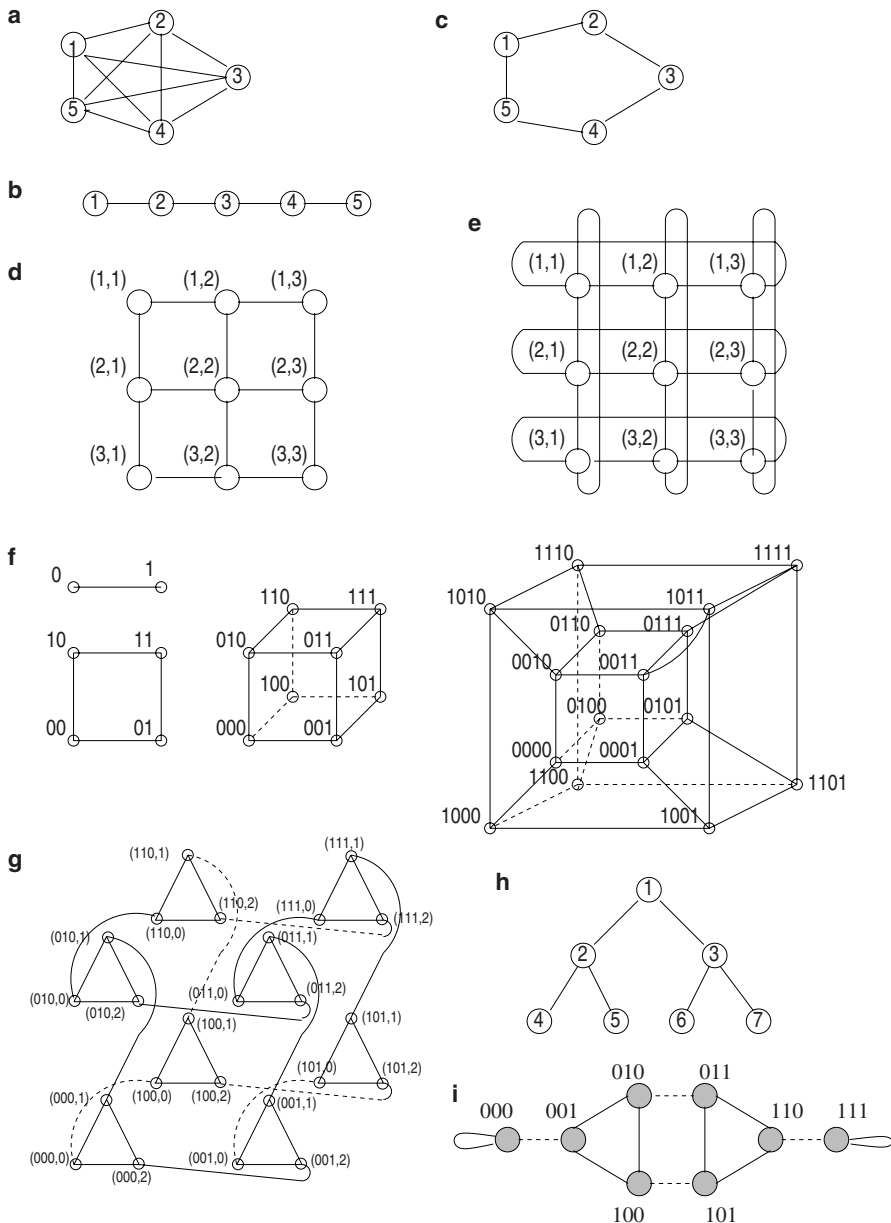 a
1
2
3
4
5
c
1
2
3
4
5
b
1 2 3 4 5
d
(1,1) (1,2) (1,3)
(2,1) (2,2) (2,3)
(3,1) (3,2) (3,3)
e
(1,1) (1,2) (1,3)
(2,1) (2,2) (2,3)
(3,1) (3,2) (3,3)
f
0 1
10 11
00 01
110 111
010 011
100 101
000 001
1110 1111
1010 1011
0110 0111
0010 0011
0100 0101
0000 0001
1100 1101
1000 1001
g
(110,1) (111,1)
(110,0) (110,2) (111,0) (111,2)
(010,1) (011,1)
(010,0) (010,2) (011,0) (011,2)
(100,1) (101,1)
(100,0) (100,2) (101,0) (101,2)
(000,1) (001,1)
(000,0) (000,2) (001,0) (001,2)
h
1
2 3
4 5 6 7
i
010 011
000 001 110 111
100 101